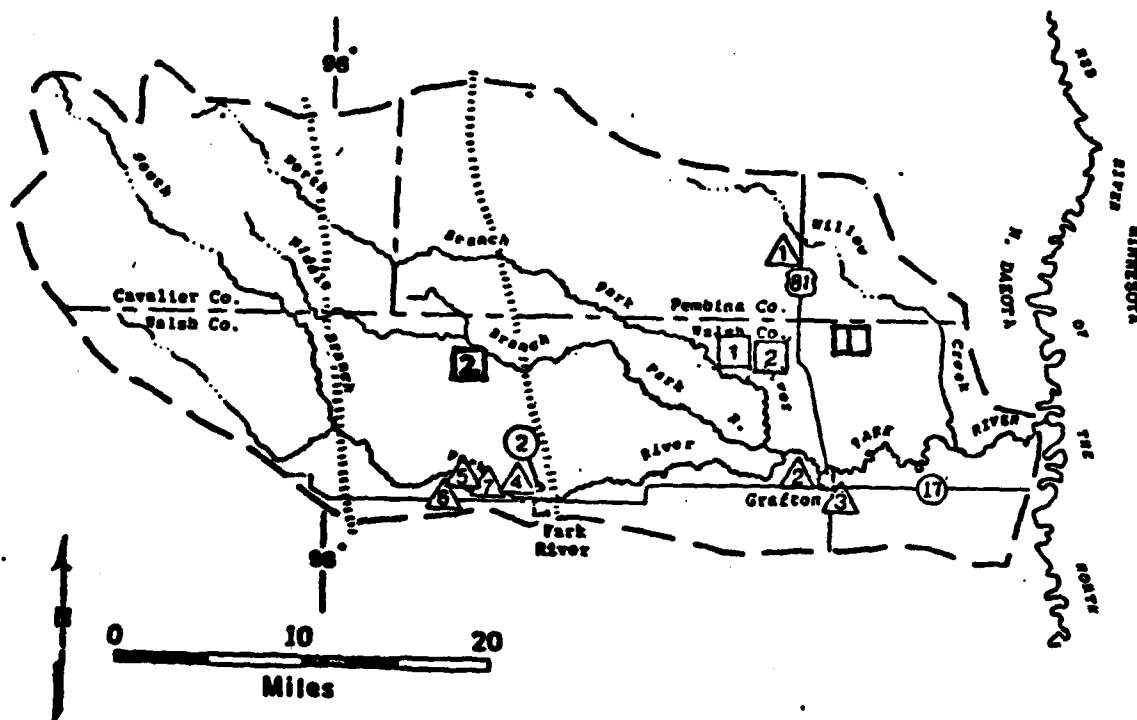 98°
RED
RIVER
MINNESOTA
N. DAKOTA
OF
THE
NORTH
South
North
Middle Branch
Branch
Park
Willow
1
81
Cavalier Co.
Walsh Co.
Pembina Co.
Walsh Co.
2
Branch
Park
R.
1
2
Creek
River
PARK
RIVER
2
5
7
4
6
2
3
17
Grafton
Park
River
98°
N
0 10 20
Miles